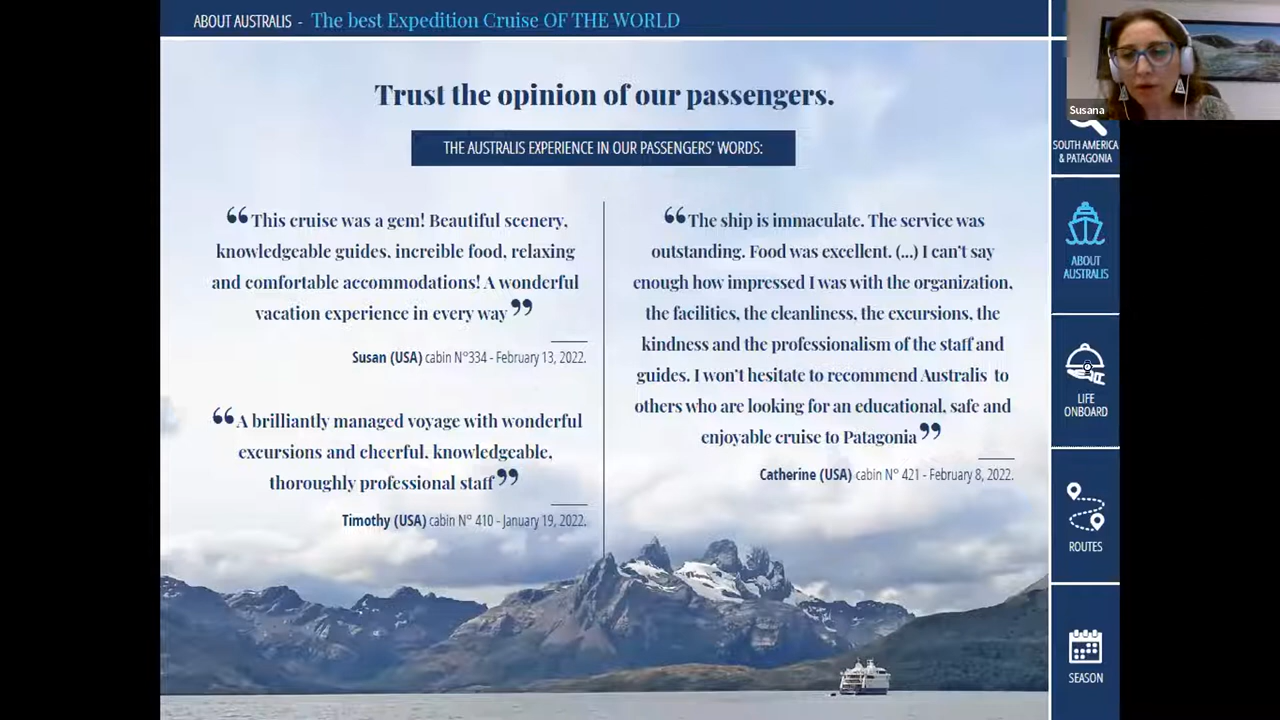 ABOUT AUSTRALIS - The best Expedition Cruise OF THE WORLD
Susana
Trust the opinion of our passengers.
THE AUSTRALIS EXPERIENCE IN OUR PASSENGERS' WORDS:
“This cruise was a gem! Beautiful scenery,
knowledgeable guides, increible food, relaxing
and comfortable accommodations! A wonderful
vacation experience in every way”
Susan (USA) cabin N°334 - February 13, 2022.
“A brilliantly managed voyage with wonderful
excursions and cheerful, knowledgeable,
thoroughly professional staff”
Timothy (USA) cabin N° 410 - January 19, 2022.
“The ship is immaculate. The service was
outstanding. Food was excellent. (...) I can't say
enough how impressed I was with the organization,
the facilities, the cleanliness, the excursions, the
kindness and the professionalism of the staff and
guides. I won't hesitate to recommend Australis to
others who are looking for an educational, safe and
enjoyable cruise to Patagonia”
Catherine (USA) cabin N° 421 - February 8, 2022.
SOUTH AMERICA
& PATAGONIA
ABOUT
AUSTRALIS
LIFE
ONBOARD
ROUTES
SEASON